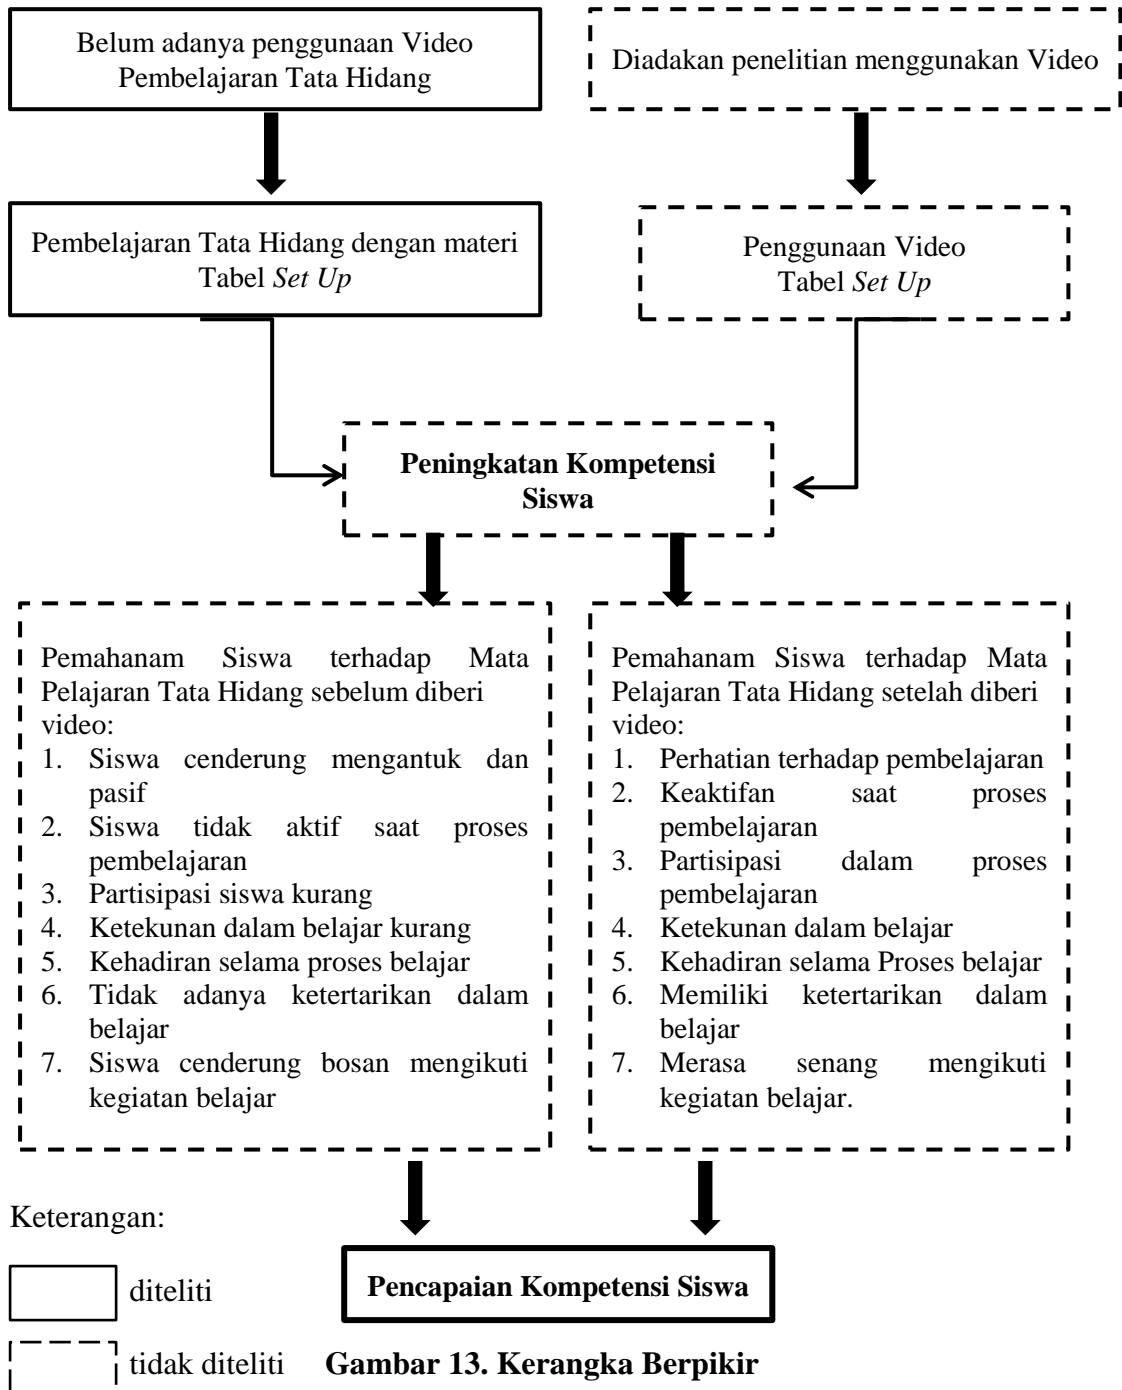 Belum adanya penggunaan Video
Pembelajaran Tata Hidang
Diadakan penelitian menggunakan Video
Pembelajaran Tata Hidang dengan materi
Tabel Set Up
Penggunaan Video
Tabel Set Up
Peningkatan Kompetensi
Siswa
Pemahanam Siswa terhadap Mata
Pelajaran Tata Hidang sebelum diberi
video:
1. Siswa cenderung mengantuk dan
pasif
2. Siswa tidak aktif saat proses
pembelajaran
3. Partisipasi siswa kurang
4. Ketekunan dalam belajar kurang
5. Kehadiran selama proses belajar
6. Tidak adanya ketertarikan dalam
belajar
7. Siswa cenderung bosan mengikuti
kegiatan belajar
Pemahanam Siswa terhadap Mata
Pelajaran Tata Hidang setelah diberi
video:
1. Perhatian terhadap pembelajaran
2. Keaktifan saat proses
pembelajaran
3. Partisipasi dalam proses
pembelajaran
4. Ketekunan dalam belajar
5. Kehadiran selama Proses belajar
6. Memiliki ketertarikan dalam
belajar
7. Merasa senang mengikuti
kegiatan belajar.
Keterangan:
diteliti
Pencapaian Kompetensi Siswa
tidak diteliti
Gambar 13. Kerangka Berpikir